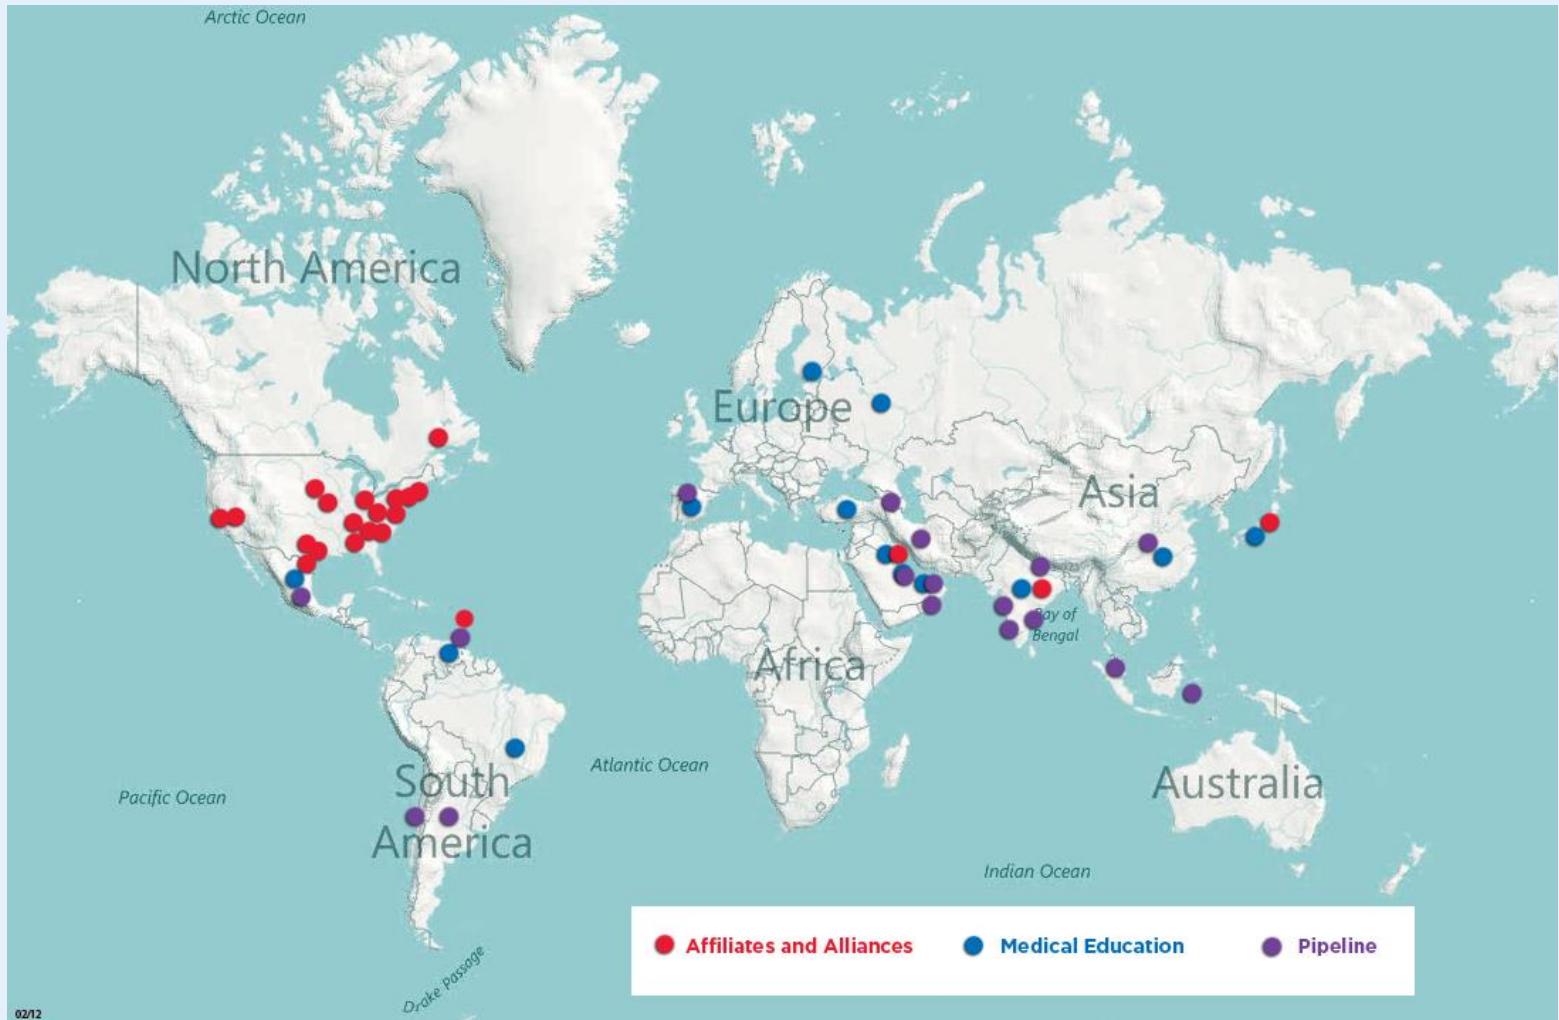 Arctic Ocean
North America
Europe
Asia
Bay of
Bengal
Africa
Atlantic Ocean
South
America
Pacific Ocean
Australia
Indian Ocean
Drake Passage
Affiliates and Alliances
Medical Education
Pipeline
02/12